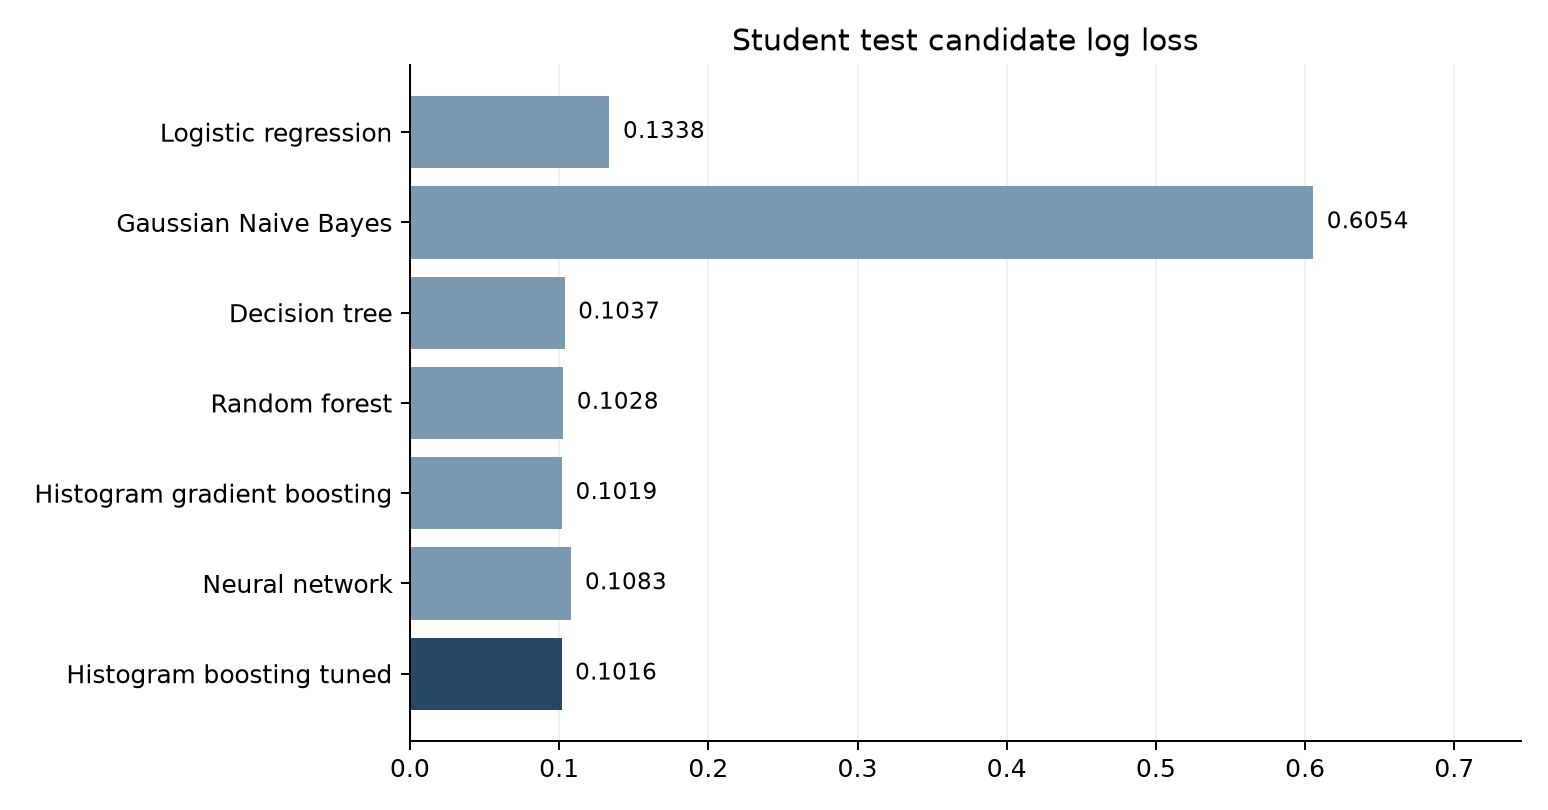 Student test candidate log loss
Logistic regression 0.1338
Gaussian Naive Bayes 0.6054
Decision tree 0.1037
Random forest 0.1028
Histogram gradient boosting 0.1019
Neural network 0.1083
Histogram boosting tuned 0.1016
0.0 0.1 0.2 0.3 0.4 0.5 0.6 0.7